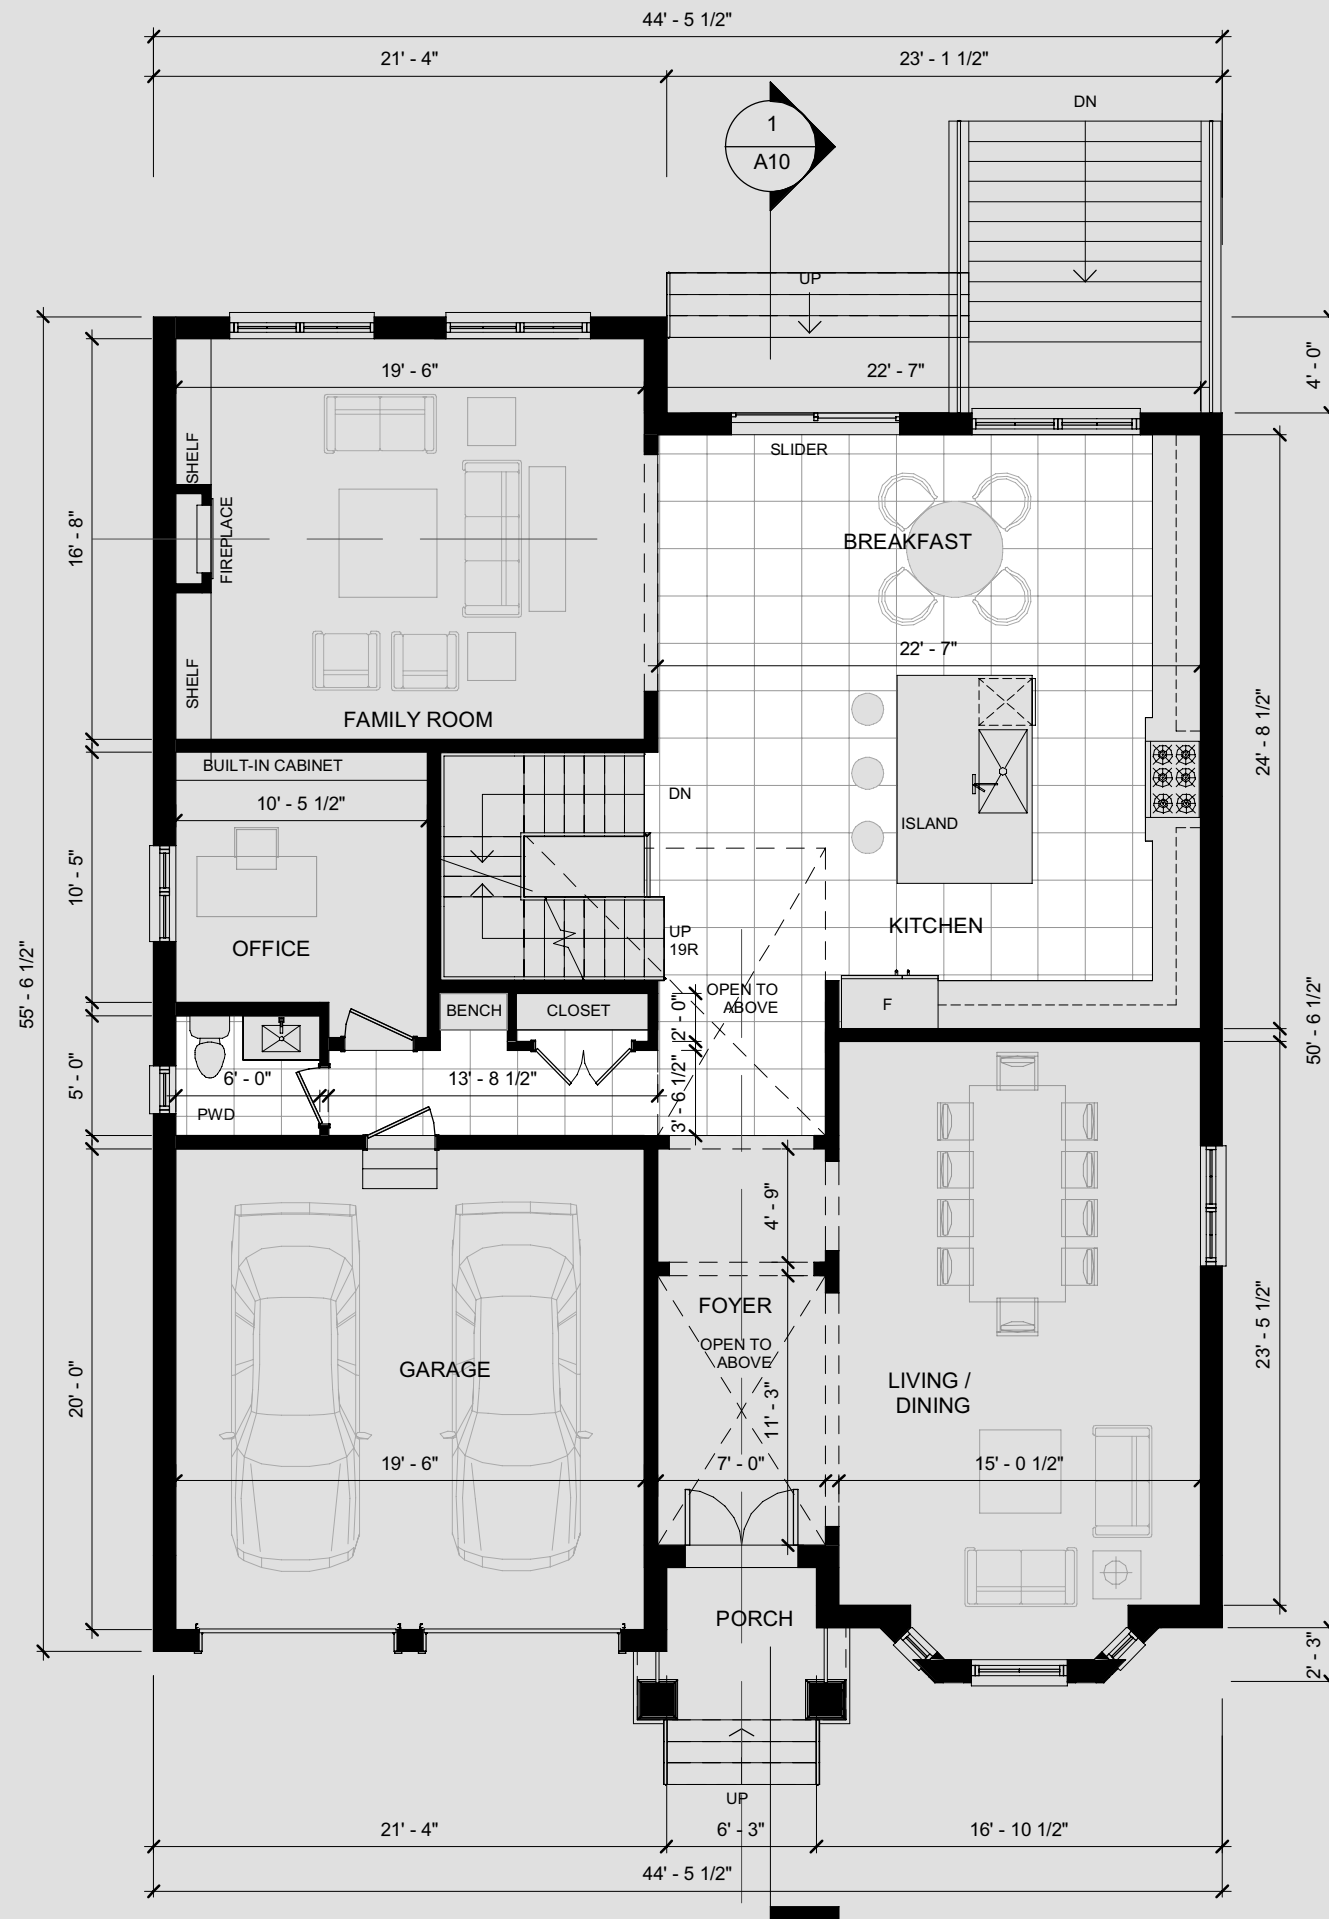 44' - 5 1/2"
21' - 4"
23' - 1 1/2"
DN
1
A10
UP
4' - 0"
19' - 6"
22' - 7"
SLIDER
SHELF
FIREPLACE
16' - 8"
BREAKFAST
22' - 7"
SHELF
FAMILY ROOM
24' - 8 1/2"
BUILT-IN CABINET
DN
10' - 5 1/2"
ISLAND
10' - 5"
OFFICE
KITCHEN
UP
19R
55' - 6 1/2"
OPEN TO
ABOVE
BENCH
CLOSET
2' - 0"
F
50' - 6 1/2"
5' - 0"
6' - 0"
13' - 8 1/2"
3' - 6 1/2"
PWD
4' - 9"
FOYER
OPEN TO
ABOVE
23' - 5 1/2"
GARAGE
20' - 0"
LIVING /
DINING
11' - 3"
19' - 6"
7' - 0"
15' - 0 1/2"
PORCH
2' - 3"
UP
21' - 4"
6' - 3"
16' - 10 1/2"
44' - 5 1/2"